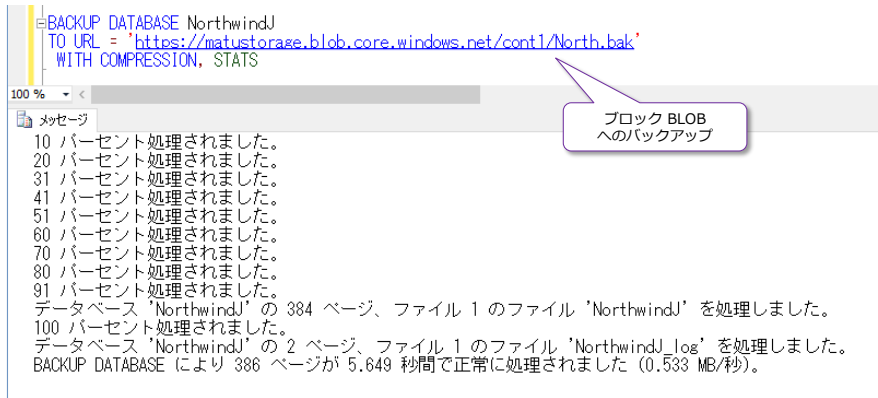 BACKUP DATABASE NorthwindJ
TO URL = 'https://matustorage.blob.core.windows.net/cont1/North.bak'
WITH COMPRESSION, STATS
100 %
ブロック BLOB
へのバックアップ
メッセージ
10 パーセント処理されました。
20 パーセント処理されました。
31 パーセント処理されました。
41 パーセント処理されました。
51 パーセント処理されました。
60 パーセント処理されました。
70 パーセント処理されました。
80 パーセント処理されました。
91 パーセント処理されました。
データベース 'NorthwindJ' の 384 ページ、ファイル 1 のファイル 'NorthwindJ' を処理しました。
100 パーセント処理されました。
データベース 'NorthwindJ' の 2 ページ、ファイル 1 のファイル 'NorthwindJ_log' を処理しました。
BACKUP DATABASE により 386 ページが 5.649 秒間で正常に処理されました (0.533 MB/秒)。